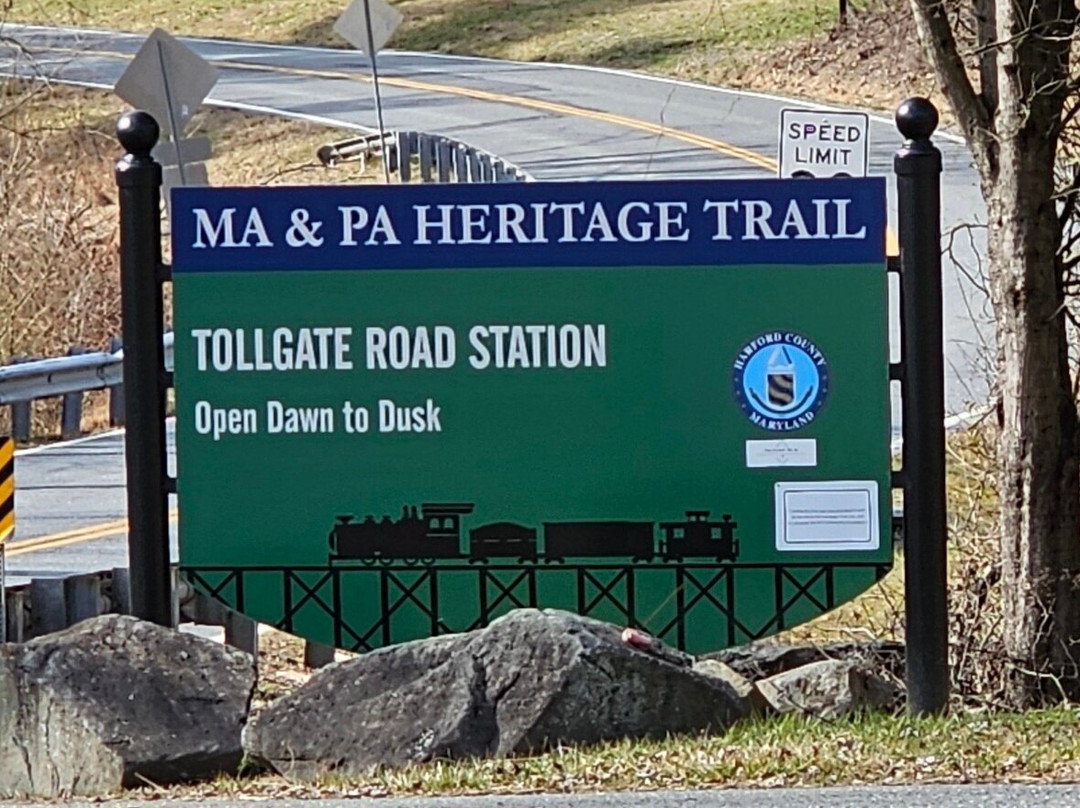 SPEED
LIMIT
MA & PA HERITAGE TRAIL
TOLLGATE ROAD STATION
Open Dawn to Dusk
HARFORD COUNTY
MARYLAND